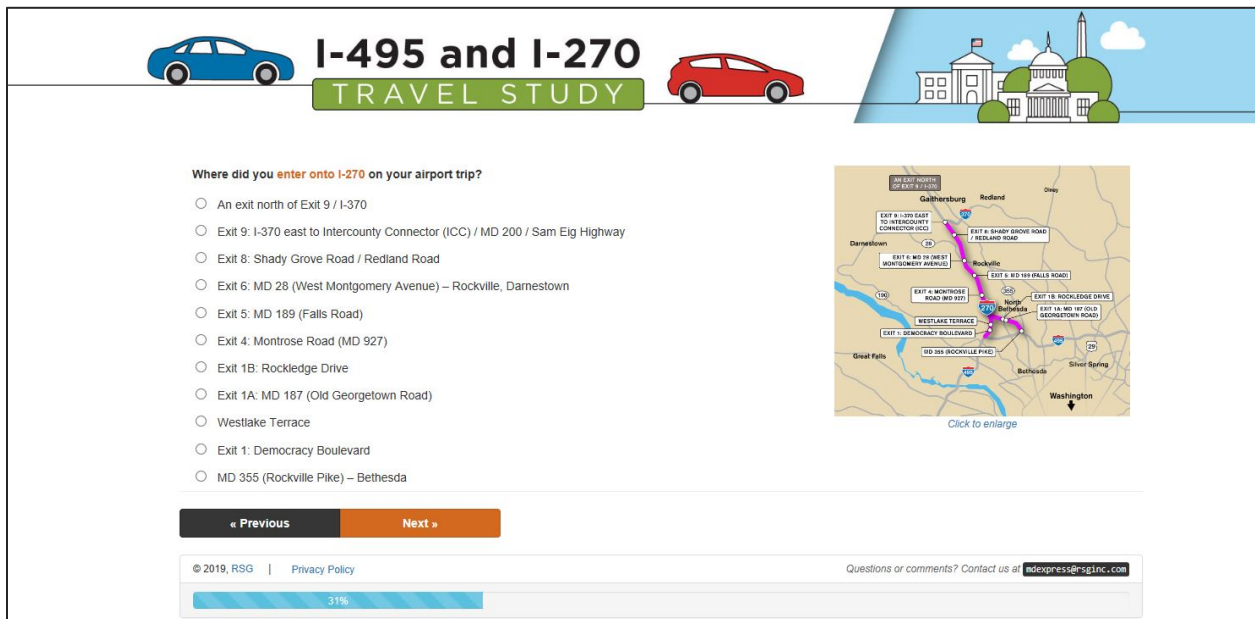 I-495 and I-270
TRAVEL STUDY
Where did you enter onto I-270 on your airport trip?
An exit north of Exit 9 / I-370
Exit 9: I-370 east to Intercounty Connector (ICC) / MD 200 / Sam Eig Highway
Exit 8: Shady Grove Road / Redland Road
Exit 6: MD 28 (West Montgomery Avenue) – Rockville, Darnestown
Exit 5: MD 189 (Falls Road)
Exit 4: Montrose Road (MD 927)
Exit 1B: Rockledge Drive
Exit 1A: MD 187 (Old Georgetown Road)
Westlake Terrace
Exit 1: Democracy Boulevard
MD 355 (Rockville Pike) – Bethesda
AN EXIT NORTH
OF EXIT 9 / I-370
Olney
Gaithersburg
Redland
EXIT 9: I-370 EAST
TO INTERCOUNTY
CONNECTOR (ICC)
270
EXIT 8: SHADY GROVE ROAD
/ REDLAND ROAD
Darnestown
28
EXIT 6: MD 28 (WEST
MONTGOMERY AVENUE)
Rockville
EXIT 5: MD 189 (FALLS ROAD)
190
EXIT 4: MONTROSE
ROAD (MD 927)
355
North
Bethesda
EXIT 1B: ROCKLEDGE DRIVE
270
EXIT 1A: MD 187 (OLD
GEORGETOWN ROAD)
WESTLAKE TERRACE
EXIT 1: DEMOCRACY BOULEVARD
MD 355 (ROCKVILLE PIKE)
29
Great Falls
495
Bethesda
Silver Spring
Washington
Click to enlarge
« Previous
Next »
© 2019, RSG | Privacy Policy
Questions or comments? Contact us at mdexpress@rsginc.com
31%